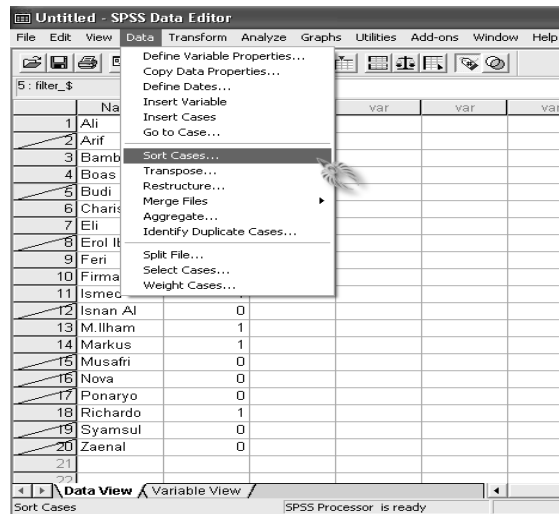 Untitled - SPSS Data Editor
File Edit View Data Transform Analyze Graphs Utilities Add-ons Window Help
5 : filter_$
Define Variable Properties...
Copy Data Properties...
Define Dates...
Insert Variable
Insert Cases
Go to Case...
Sort Cases...
Transpose...
Restructure...
Merge Files
Aggregate...
Identify Duplicate Cases...
Split File...
Select Cases...
Weight Cases...
Na var var var
1 Ali
2 Arif
3 Bamb
4 Boas
5 Budi
6 Charis
7 Eli
8 Erol
9 Feri
10 Firma
11 Ismed
12 Isnan Al 0
13 M.Ilham 1
14 Markus 1
15 Musafri 0
16 Nova 0
17 Ponaryo 0
18 Richardo 1
19 Syamsul 0
20 Zaenal 0
21
22
Data View Variable View
Sort Cases SPSS Processor is ready